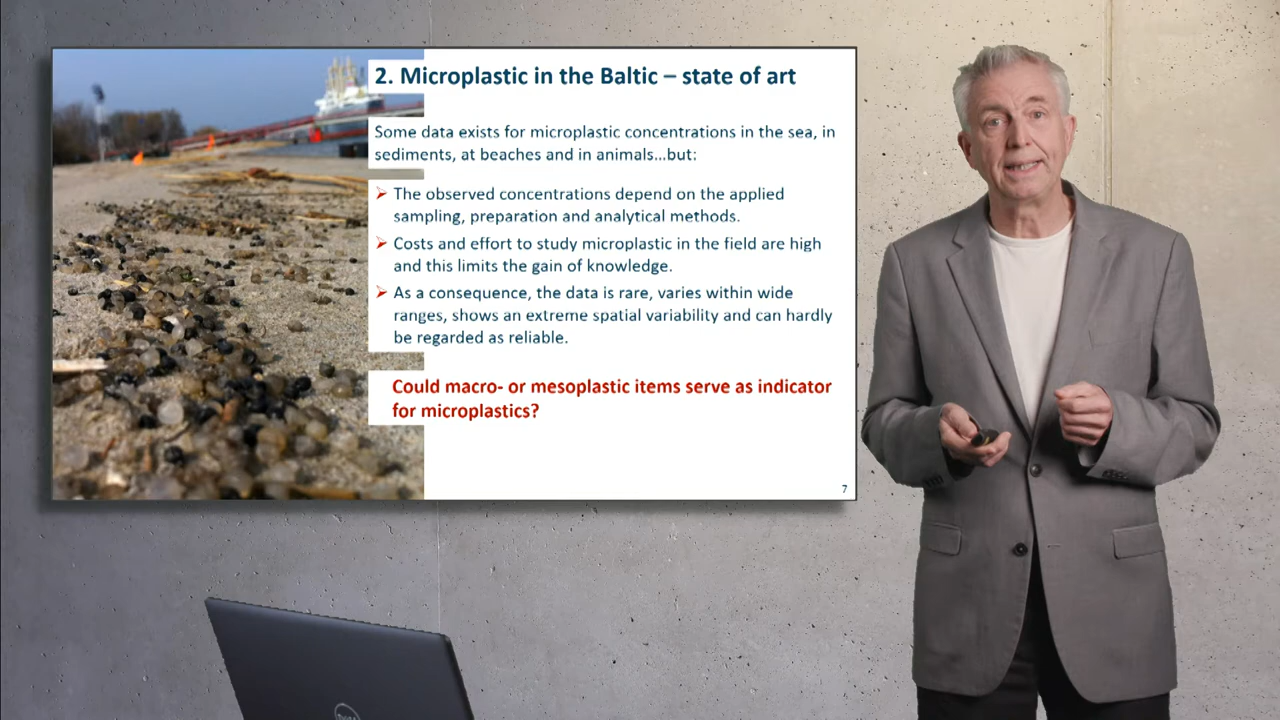 2. Microplastic in the Baltic – state of art
Some data exists for microplastic concentrations in the sea, in
sediments, at beaches and in animals...but:
The observed concentrations depend on the applied
sampling, preparation and analytical methods.
Costs and effort to study microplastic in the field are high
and this limits the gain of knowledge.
As a consequence, the data is rare, varies within wide
ranges, shows an extreme spatial variability and can hardly
be regarded as reliable.
Could macro- or mesoplastic items serve as indicator
for microplastics?
7
DELL